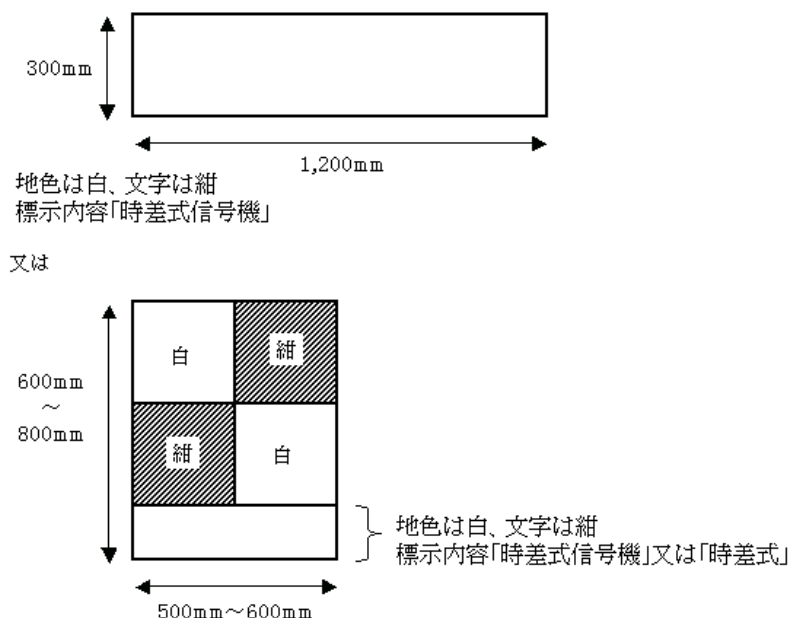 300mm
1,200mm
地色は白、文字は紺
標示内容「時差式信号機」
又は
白
紺
600mm
～
800mm
紺
白
地色は白、文字は紺
標示内容「時差式信号機」又は「時差式」
500mm～600mm